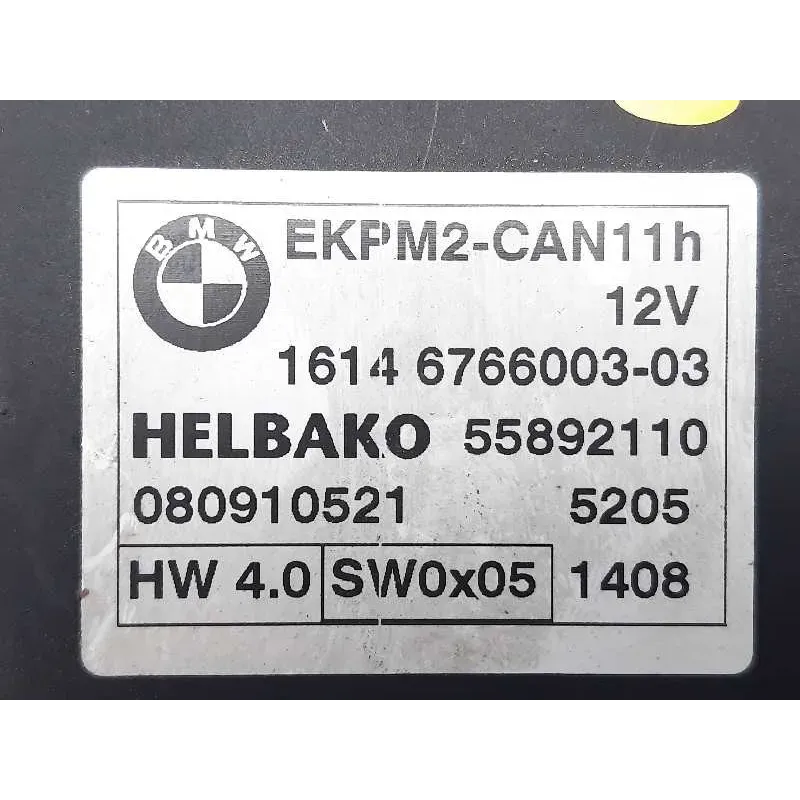 BMW EKPM2-CAN11h
12V
1614 6766003-03
HELBAKO 55892110
080910521 5205
HW 4.0 SW0x05 1408